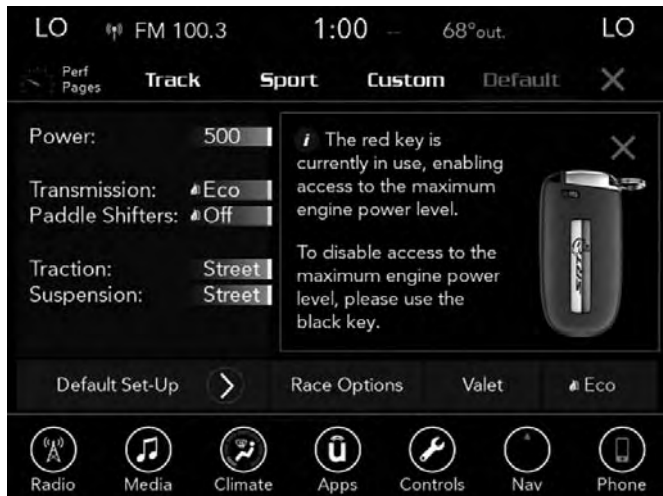 LO FM 100.3 1:00 -- 68°out. LO
Perf Pages Track Sport Custom Default
Power: 500
Transmission: Eco
Paddle Shifters: Off
Traction: Street
Suspension: Street
i The red key is
currently in use, enabling
access to the maximum
engine power level.
To disable access to the
maximum engine power
level, please use the
black key.
Default Set-Up Race Options Valet Eco
Radio Media Climate Apps Controls Nav Phone